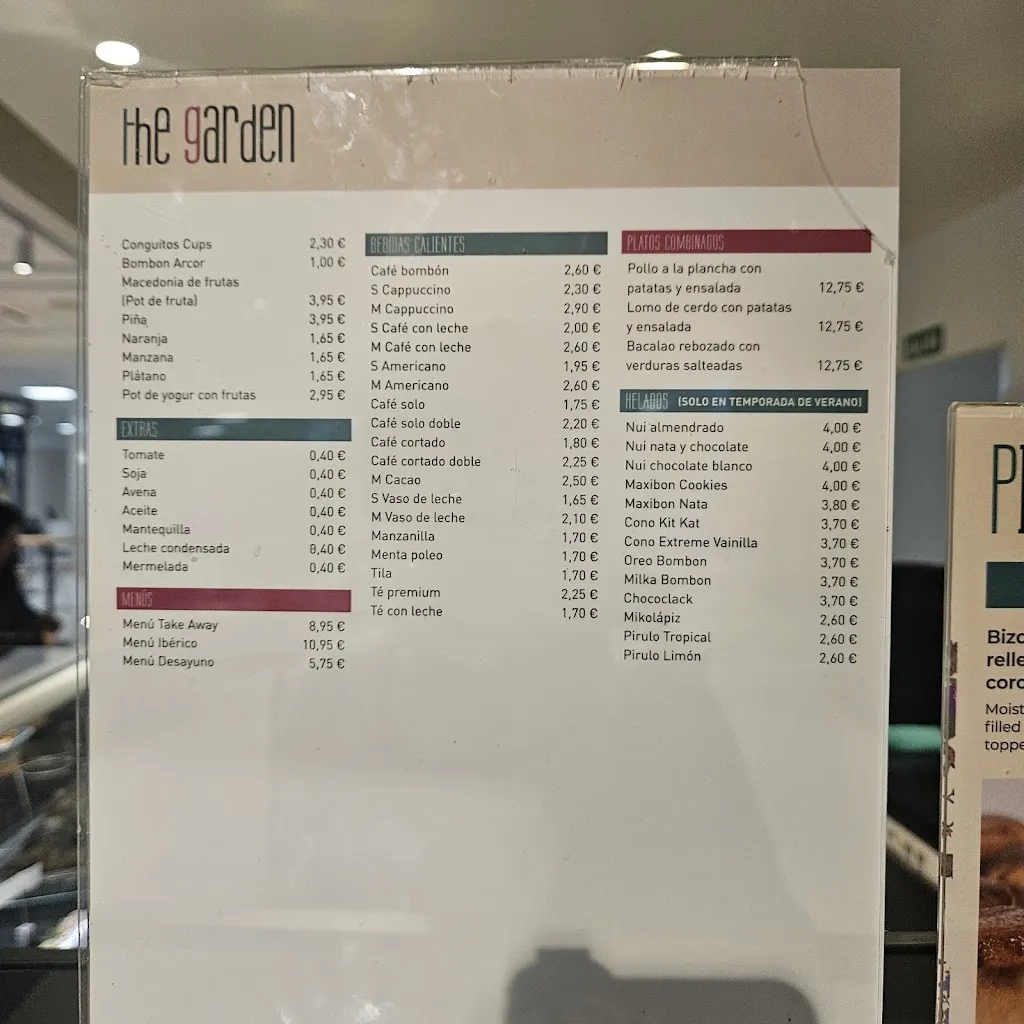 the garden
Conguitos Cups 2,30 €
Bombon Arcor 1,00 €
Macedonia de frutas
(Pot de fruta) 3,95 €
Piña 3,95 €
Naranja 1,65 €
Manzana 1,65 €
Plátano 1,65 €
Pot de yogur con frutas 2,95 €
EXTRAS
Tomate 0,40 €
Soja 0,40 €
Avena 0,40 €
Aceite 0,40 €
Mantequilla 0,40 €
Leche condensada 0,40 €
Mermelada 0,40 €
MENÚS
Menú Take Away 8,95 €
Menú Ibérico 10,95 €
Menú Desayuno 5,75 €
BEBIDAS CALIENTES
Café bombón 2,60 €
S Cappuccino 2,30 €
M Cappuccino 2,90 €
S Café con leche 2,00 €
M Café con leche 2,60 €
S Americano 1,95 €
M Americano 2,60 €
Café solo 1,75 €
Café solo doble 2,20 €
Café cortado 1,80 €
Café cortado doble 2,25 €
M Cacao 2,50 €
S Vaso de leche 1,65 €
M Vaso de leche 2,10 €
Manzanilla 1,70 €
Menta poleo 1,70 €
Tila 1,70 €
Té premium 2,25 €
Té con leche 1,70 €
PLATOS COMBINADOS
Pollo a la plancha con
patatas y ensalada 12,75 €
Lomo de cerdo con patatas
y ensalada 12,75 €
Bacalao rebozado con
verduras salteadas 12,75 €
HELADOS (SOLO EN TEMPORADA DE VERANO)
Nui almendrado 4,00 €
Nui nata y chocolate 4,00 €
Nui chocolate blanco 4,00 €
Maxibon Cookies 4,00 €
Maxibon Nata 3,80 €
Cono Kit Kat 3,70 €
Cono Extreme Vainilla 3,70 €
Oreo Bombon 3,70 €
Milka Bombon 3,70 €
Chococlack 3,70 €
Mikolápiz 2,60 €
Pirulo Tropical 2,60 €
Pirulo Limón 2,60 €
Bizc
relle
coro
Moist
filled
toppe